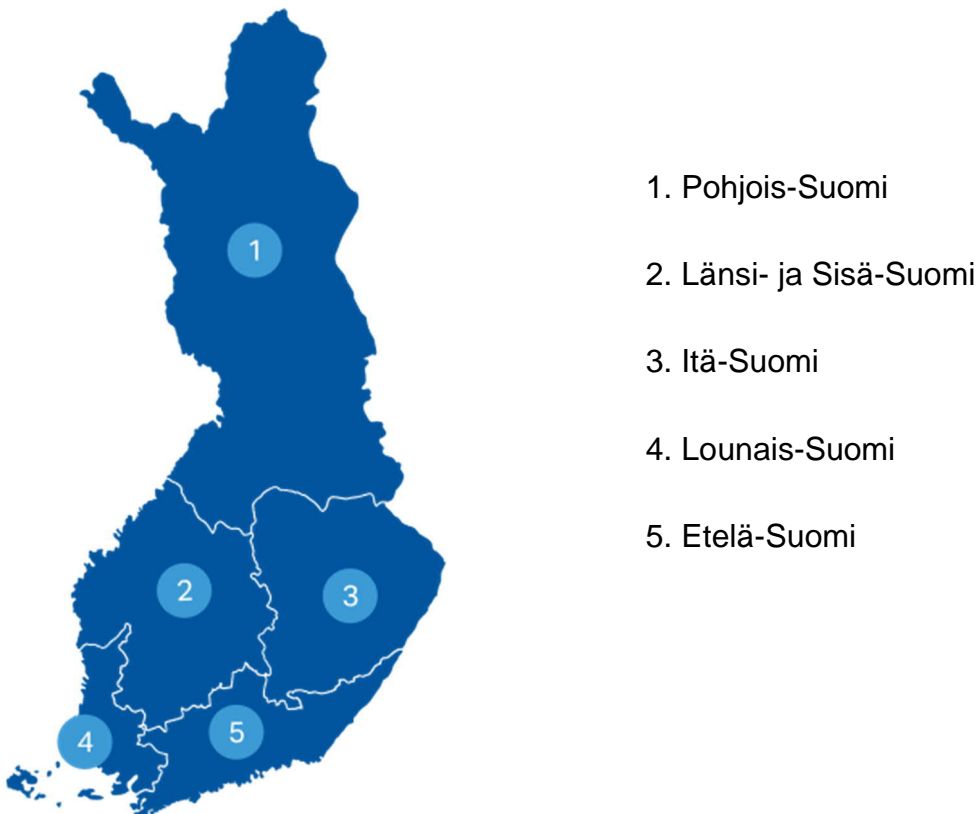 1
2
3
4
5
1. Pohjois-Suomi
2. Länsi- ja Sisä-Suomi
3. Itä-Suomi
4. Lounais-Suomi
5. Etelä-Suomi